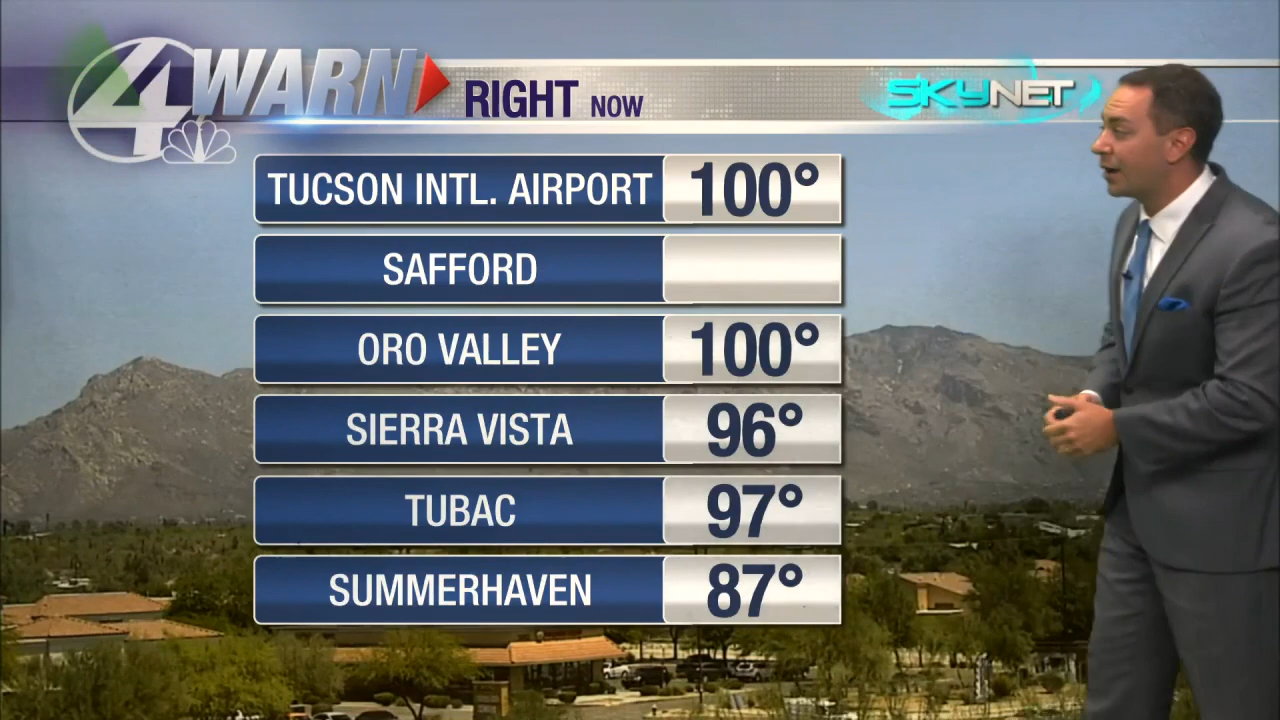 4WARN
RIGHT NOW
SKYNET
TUCSON INTL. AIRPORT 100°
SAFFORD
ORO VALLEY 100°
SIERRA VISTA 96°
TUBAC 97°
SUMMERHAVEN 87°